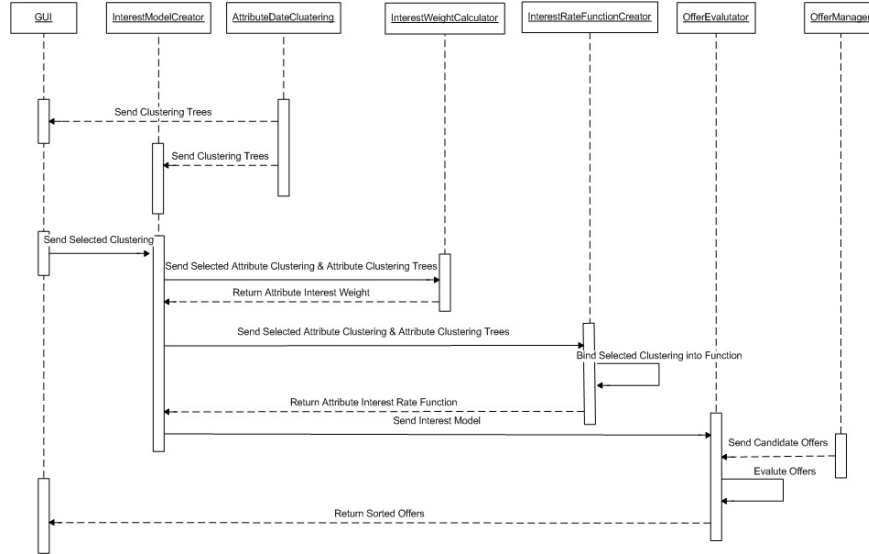 GUI
InterestModelCreator
AttributeDateCluatering
InterestWeightCalculator
InterestRateFunctionCreator
OfferEvalutator
OfferManager
Send Clustering Trees
Send Clustering Trees
Send Selected Clustering
Send Selected Attribute Clustering & Attribute Clustering Trees
Return Attribute Interest Weight
Send Selected Attribute Clustering & Attribute Clustering Trees
Bind Selected Clustering into Function
Return Attribute Interest Rate Function
Send Interest Model
Send Candidate Offers
Evalute Offers
Return Sorted Offers